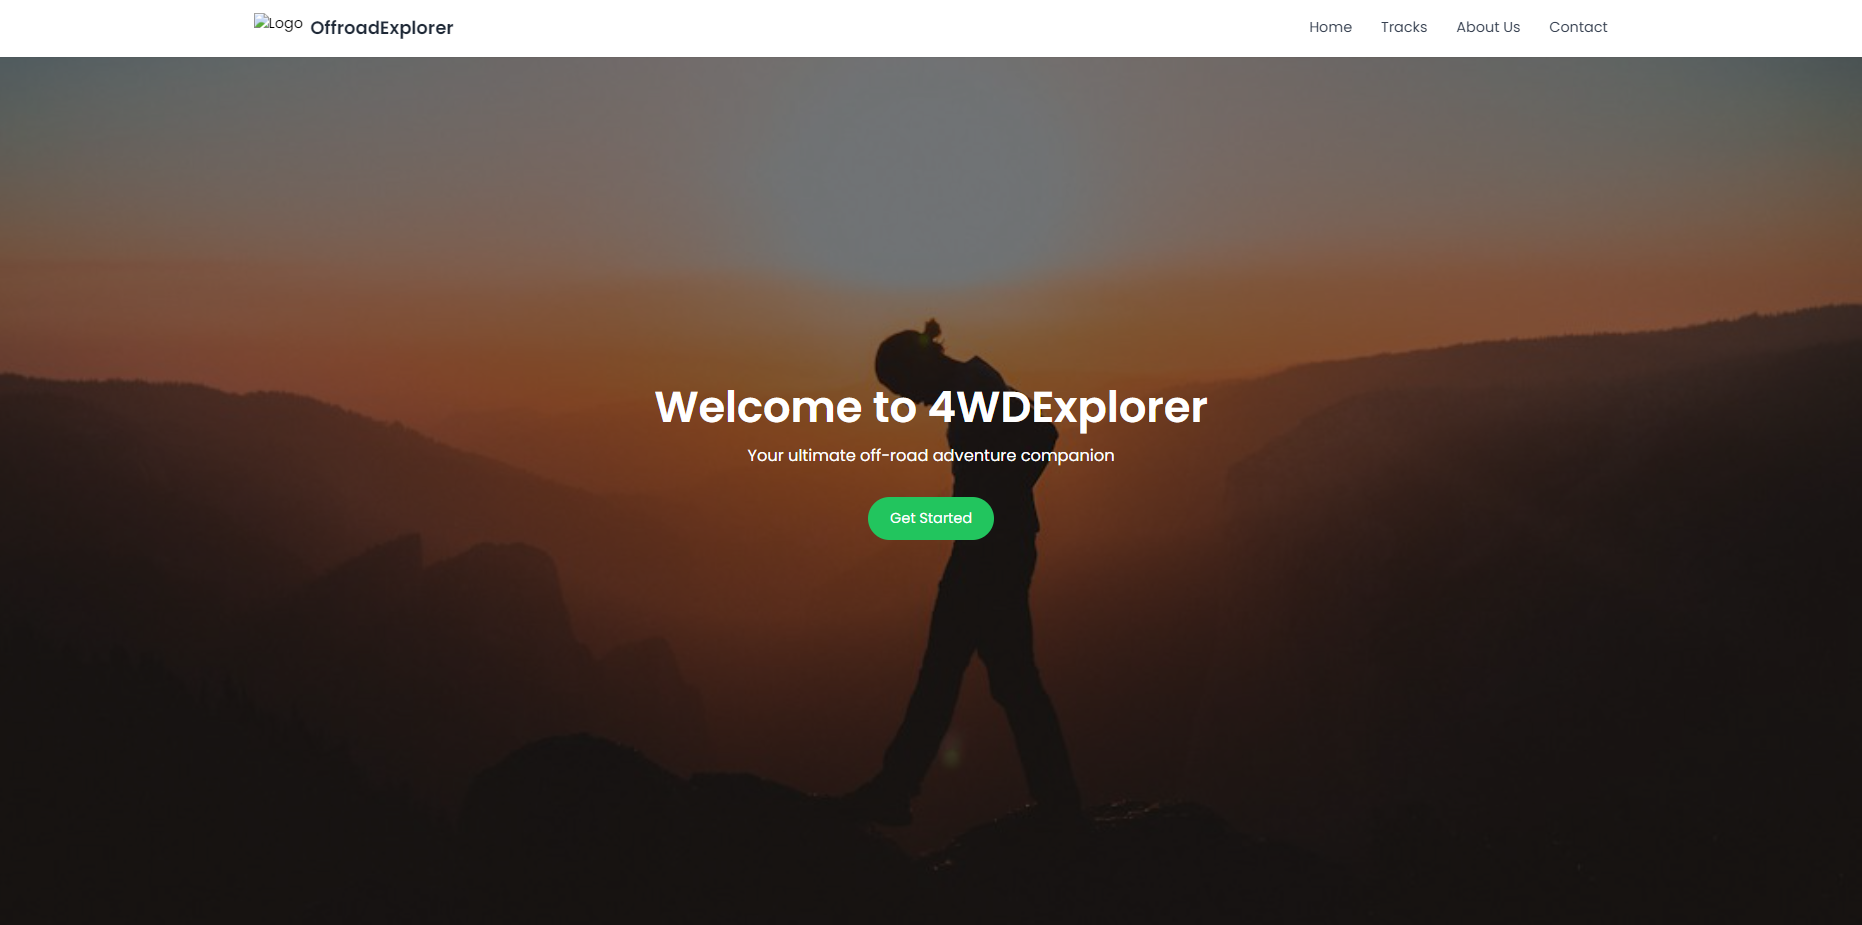 Logo OffroadExplorer Home Tracks About Us Contact
Welcome to 4WDExplorer
Your ultimate off-road adventure companion
Get Started